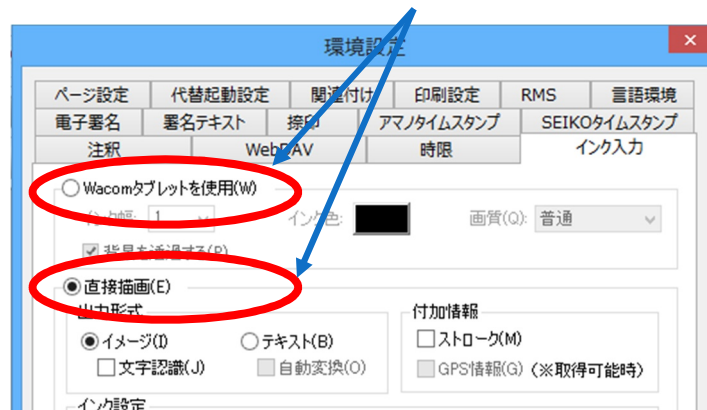 環境設定
ページ設定 代替起動設定 関連付け 印刷設定 RMS 言語環境
電子署名 署名テキスト 捺印 アマノタイムスタンプ SEIKOタイムスタンプ
注釈 WebDAV 時限 インク入力
Wacomタブレットを使用(W)
インク幅: 1 インク色: 画質(Q): 普通
背景を透過する(P)
直接描画(E)
出力形式 付加情報
イメージ(I) テキスト(B) ストローク(M)
文字認識(J) 自動変換(O) GPS情報(G) (※取得可能時)
インク設定